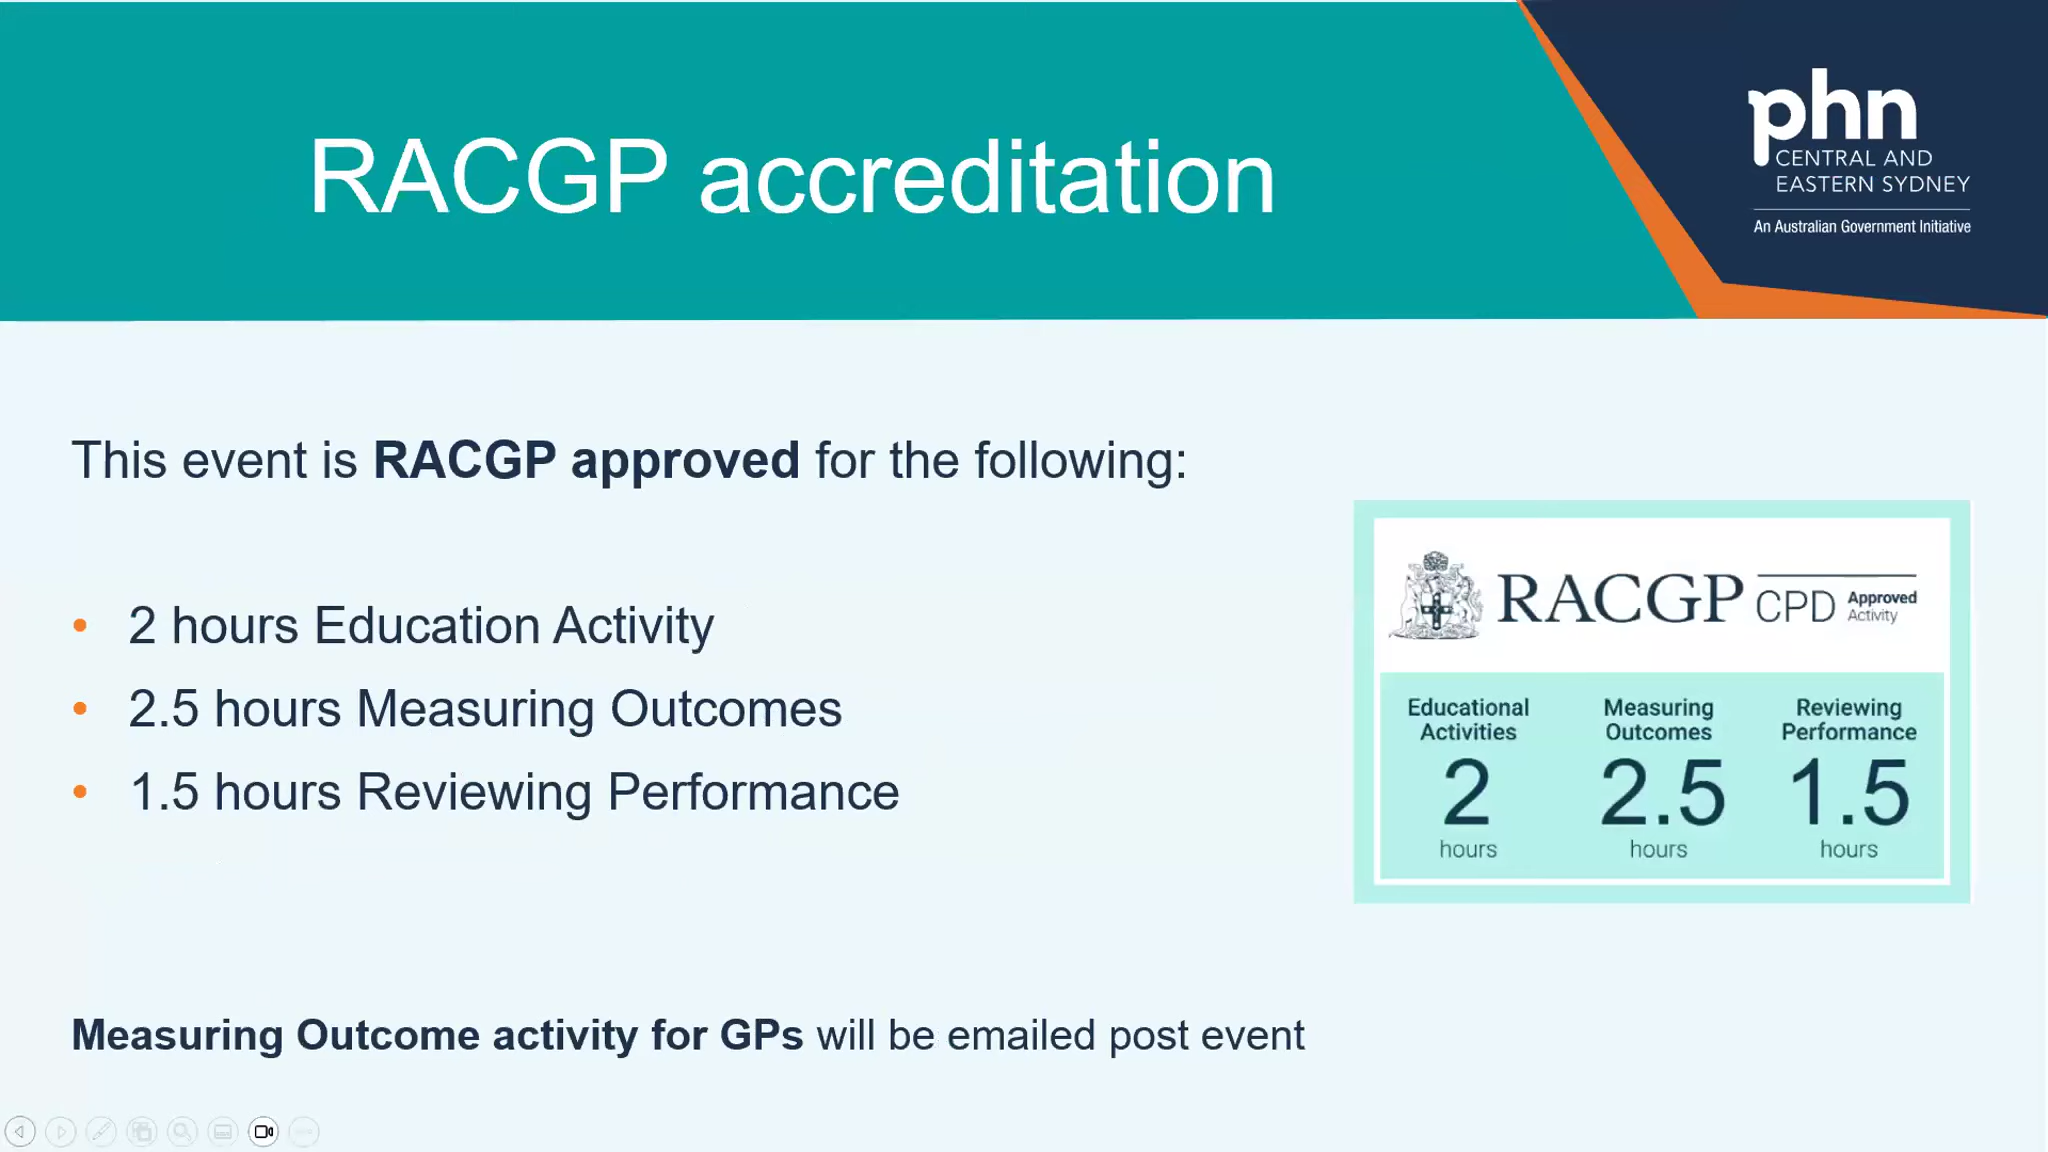 RACGP accreditation
phn
CENTRAL AND
EASTERN SYDNEY
An Australian Government Initiative
This event is RACGP approved for the following:
• 2 hours Education Activity
• 2.5 hours Measuring Outcomes
• 1.5 hours Reviewing Performance
RACGP CPD Approved Activity
Educational Activities
2
hours
Measuring Outcomes
2.5
hours
Reviewing Performance
1.5
hours
Measuring Outcome activity for GPs will be emailed post event